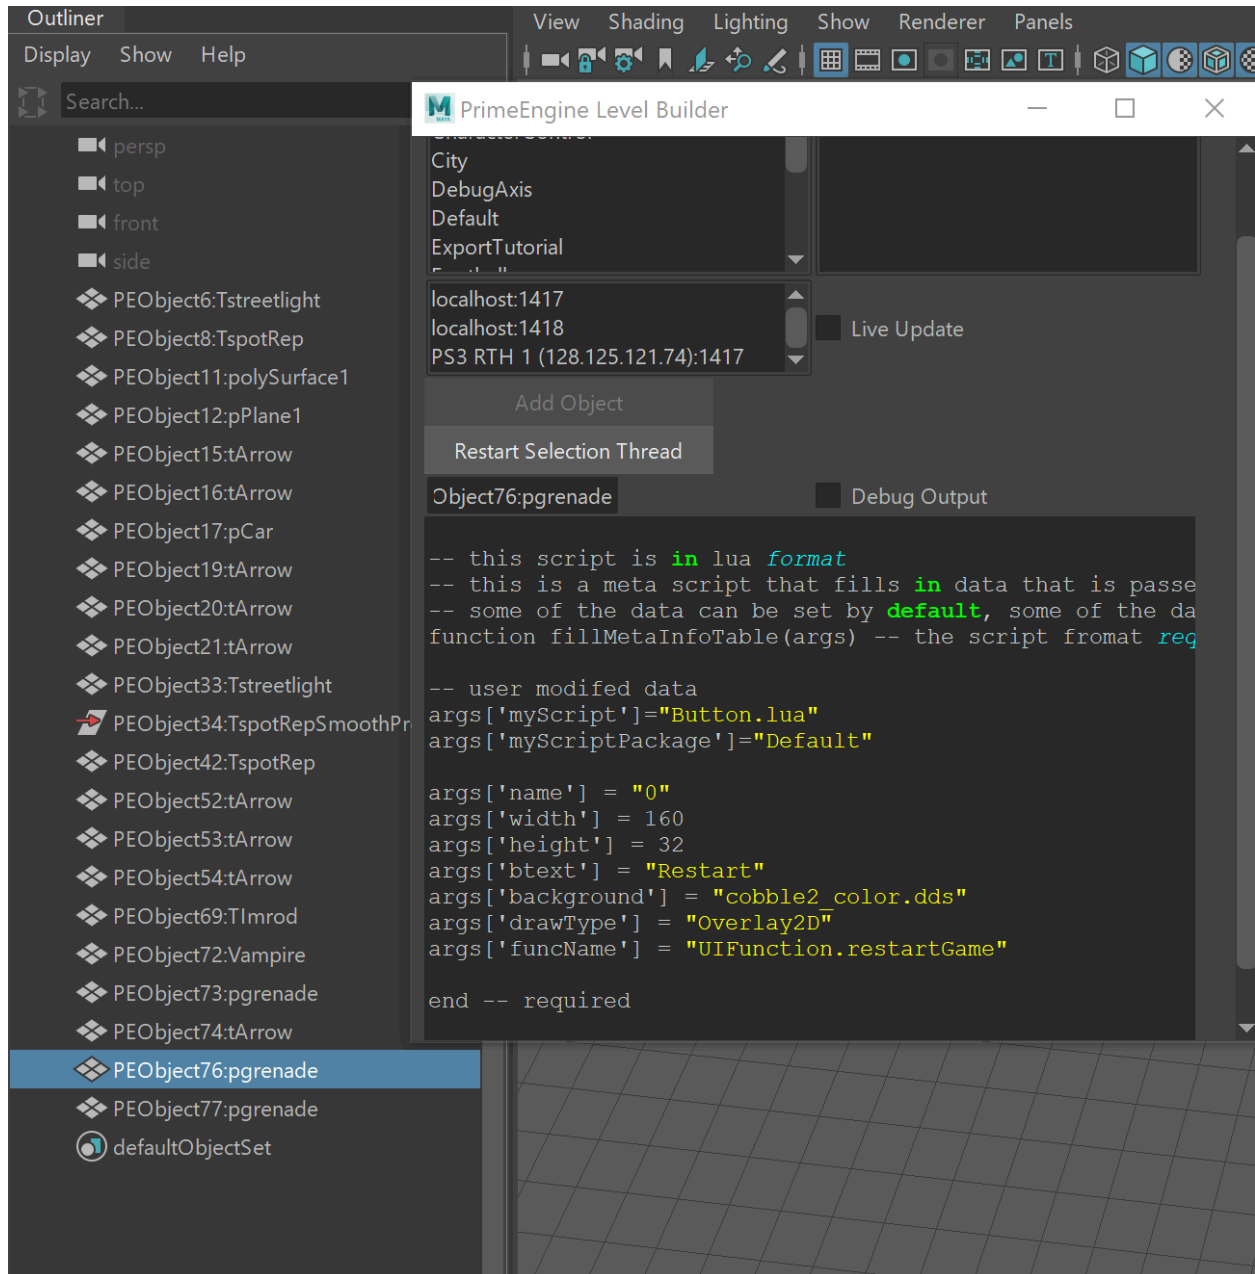 Outliner
Display Show Help
Search...
persp
top
front
side
PEObject6:Tstreetlight
PEObject8:TspotRep
PEObject11:polySurface1
PEObject12:pPlane1
PEObject15:tArrow
PEObject16:tArrow
PEObject17:pCar
PEObject19:tArrow
PEObject20:tArrow
PEObject21:tArrow
PEObject33:Tstreetlight
PEObject34:TspotRepSmoothPr
PEObject42:TspotRep
PEObject52:tArrow
PEObject53:tArrow
PEObject54:tArrow
PEObject69:TImrod
PEObject72:Vampire
PEObject73:pgrenade
PEObject74:tArrow
PEObject76:pgrenade
PEObject77:pgrenade
defaultObjectSet
View Shading Lighting Show Renderer Panels
PrimeEngine Level Builder
CharacterControl
City
DebugAxis
Default
ExportTutorial
localhost:1417
localhost:1418
PS3 RTH 1 (128.125.121.74):1417
Live Update
Add Object
Restart Selection Thread
Object76:pgrenade
Debug Output
-- this script is in lua format
-- this is a meta script that fills in data that is passe
-- some of the data can be set by default, some of the da
function fillMetaInfoTable(args) -- the script fromat req
-- user modifed data
args['myScript']="Button.lua"
args['myScriptPackage']="Default"
args['name'] = "0"
args['width'] = 160
args['height'] = 32
args['btext'] = "Restart"
args['background'] = "cobble2_color.dds"
args['drawType'] = "Overlay2D"
args['funcName'] = "UIFunction.restartGame"
end -- required